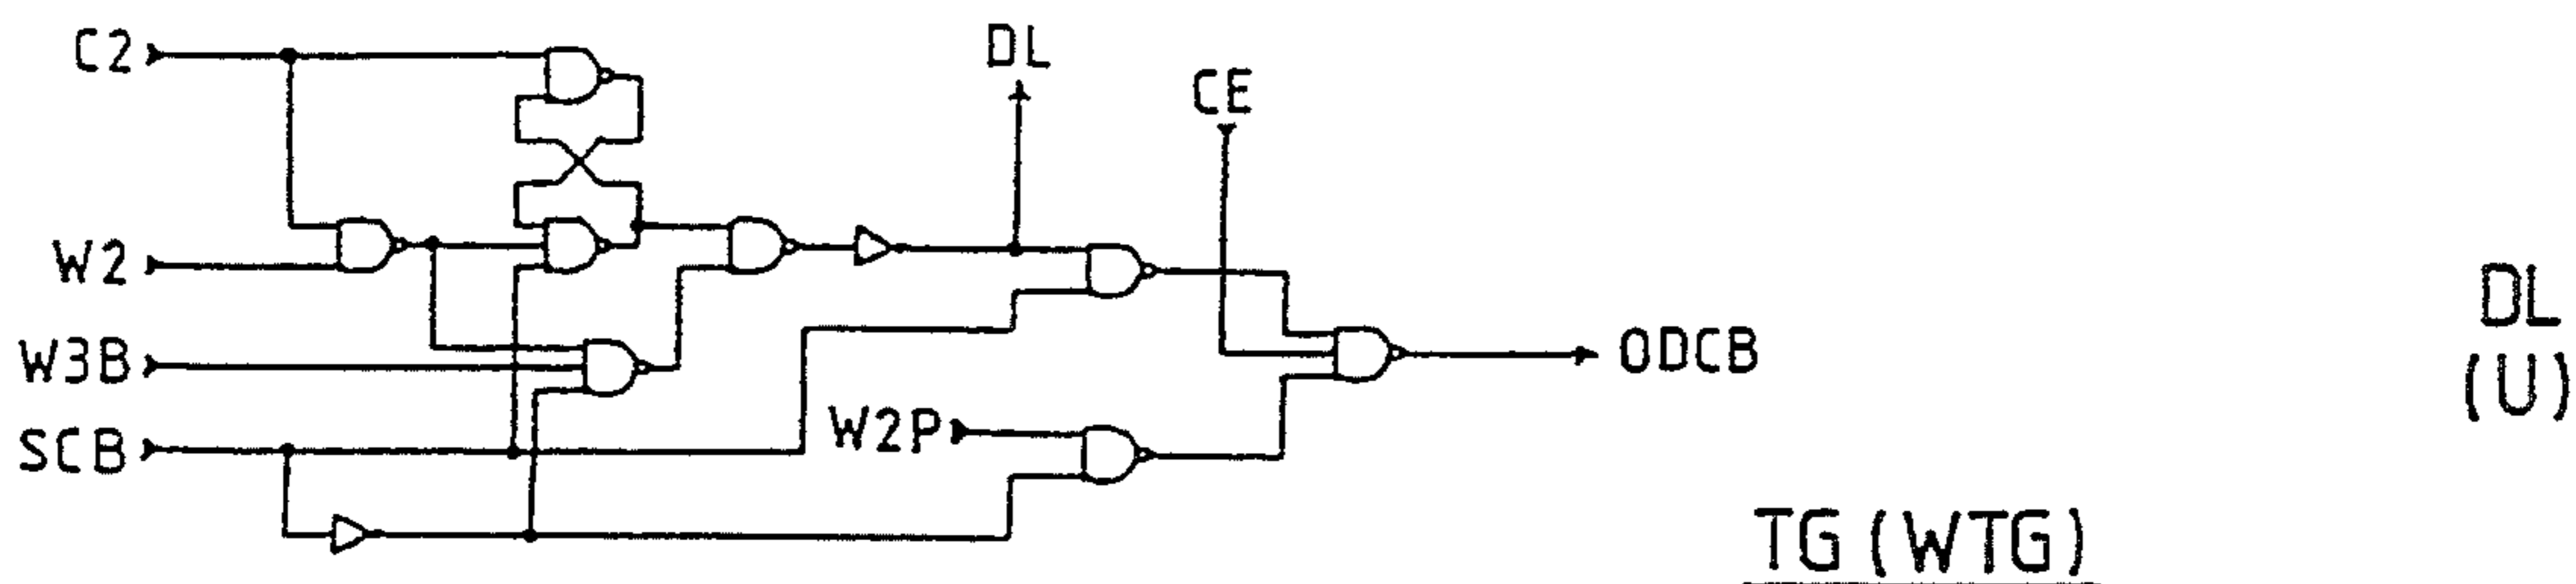 C2
DL
CE
W2
W3B
ODCB
DL
(U)
W2P
SCB
TG (WTG)